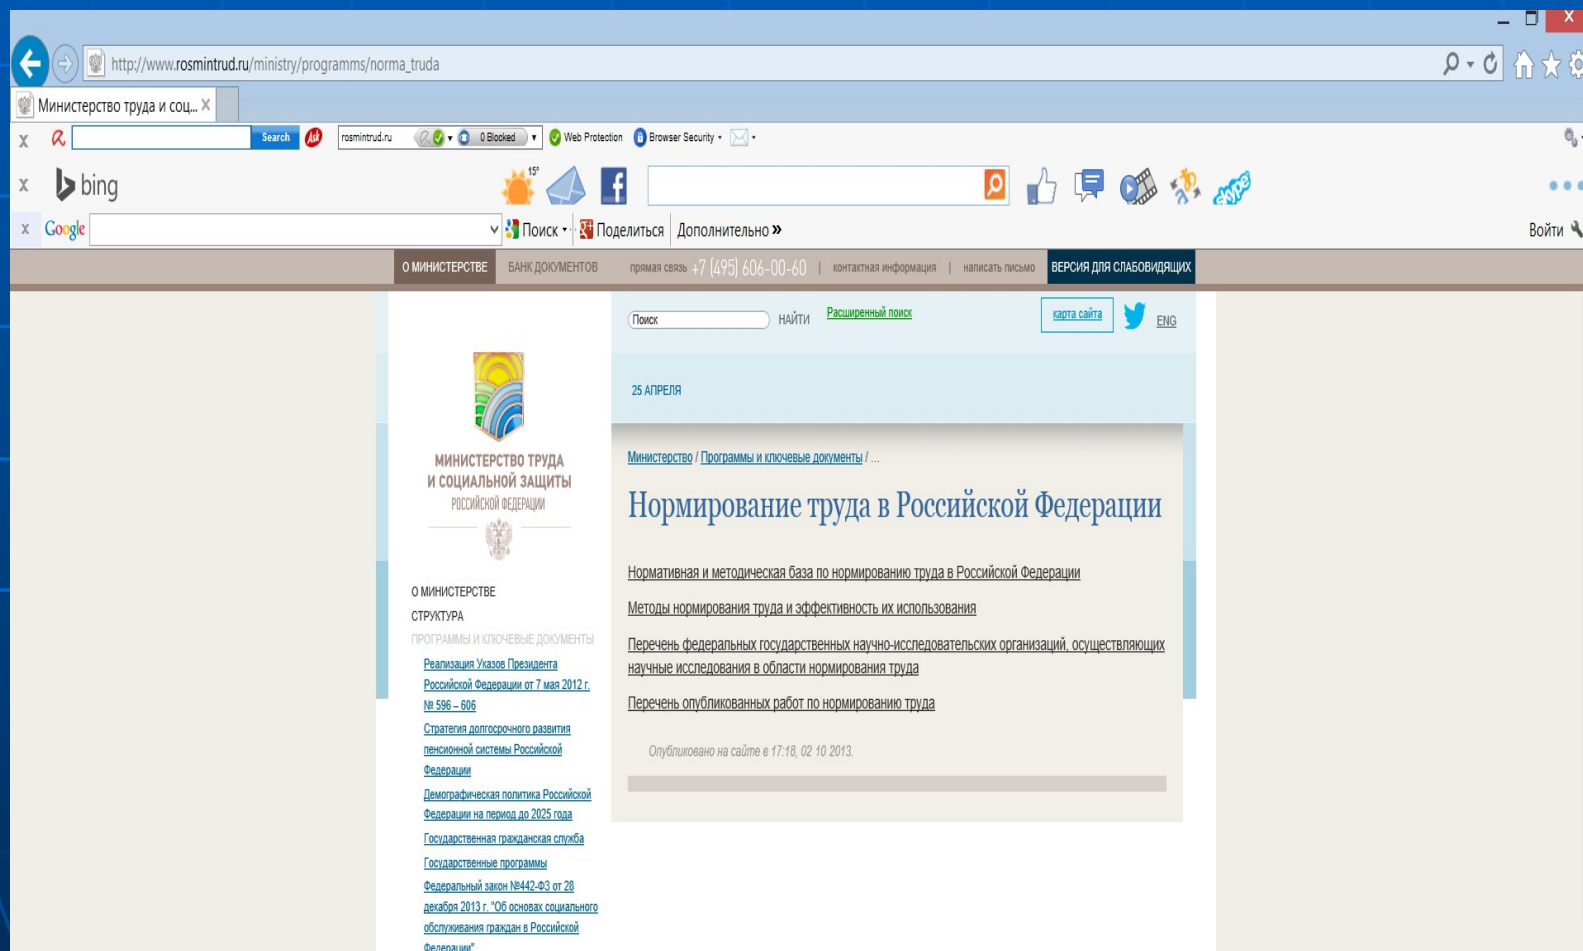 http://www.rosmintrud.ru/ministry/programms/norma_truda
Министерство труда и соц...
Search
Ask
rosmintrud.ru
0 Blocked
Web Protection
Browser Security
bing
15°
skype
Google
Поиск
Поделиться
Дополнительно »
Войти
О МИНИСТЕРСТВЕ
БАНК ДОКУМЕНТОВ
прямая связь +7 (495) 606-00-60 | контактная информация | написать письмо
ВЕРСИЯ ДЛЯ СЛАБОВИДЯЩИХ
Поиск
НАЙТИ
Расширенный поиск
карта сайта
ENG
25 АПРЕЛЯ
МИНИСТЕРСТВО ТРУДА
И СОЦИАЛЬНОЙ ЗАЩИТЫ
РОССИЙСКОЙ ФЕДЕРАЦИИ
О МИНИСТЕРСТВЕ
СТРУКТУРА
ПРОГРАММЫ И КЛЮЧЕВЫЕ ДОКУМЕНТЫ
Реализация Указов Президента
Российской Федерации от 7 мая 2012 г.
№ 596 – 606
Стратегия долгосрочного развития
пенсионной системы Российской
Федерации
Демографическая политика Российской
Федерации на период до 2025 года
Государственная гражданская служба
Государственные программы
Федеральный закон №442-ФЗ от 28
декабря 2013 г. "Об основах социального
обслуживания граждан в Российской
Федерации"
Министерство / Программы и ключевые документы / ...
Нормирование труда в Российской Федерации
Нормативная и методическая база по нормированию труда в Российской Федерации
Методы нормирования труда и эффективность их использования
Перечень федеральных государственных научно-исследовательских организаций, осуществляющих
научные исследования в области нормирования труда
Перечень опубликованных работ по нормированию труда
Опубликовано на сайте в 17:18, 02 10 2013.